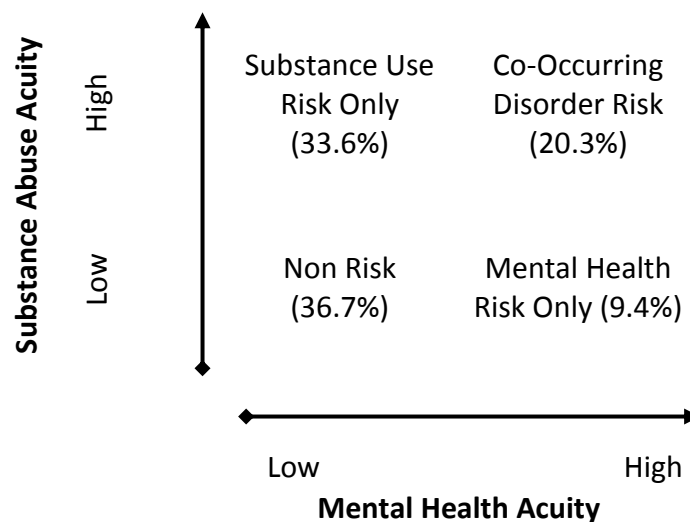 Substance Abuse Acuity
High
Low
Substance Use
Risk Only
(33.6%)
Co-Occurring
Disorder Risk
(20.3%)
Non Risk
(36.7%)
Mental Health
Risk Only (9.4%)
Low
High
Mental Health Acuity